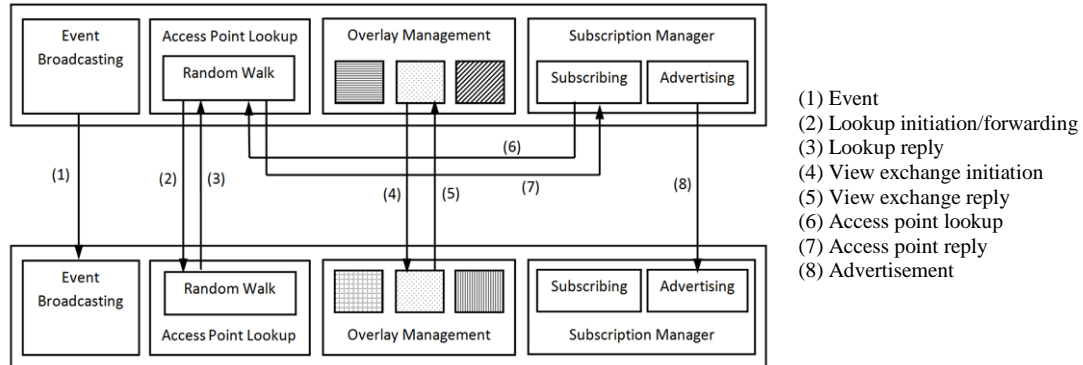 Event
Broadcasting
Access Point Lookup
Random Walk
Overlay Management
Subscription Manager
Subscribing
Advertising
(1)
(2)
(3)
(4)
(5)
(6)
(7)
(8)
Event
Broadcasting
Random Walk
Access Point Lookup
Overlay Management
Subscribing
Advertising
Subscription Manager
(1) Event
(2) Lookup initiation/forwarding
(3) Lookup reply
(4) View exchange initiation
(5) View exchange reply
(6) Access point lookup
(7) Access point reply
(8) Advertisement